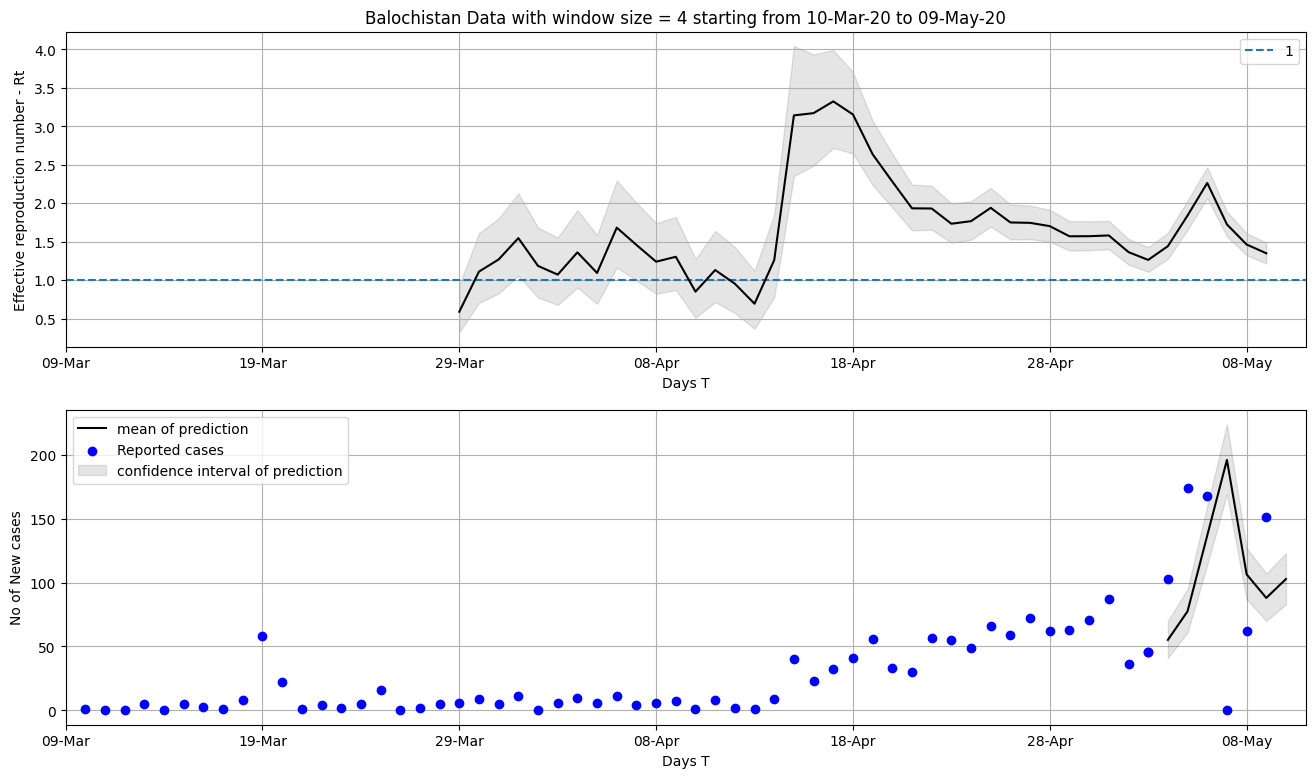 Balochistan Data with window size = 4 starting from 10-Mar-20 to 09-May-20
Effective reproduction number - Rt
4.0
3.5
3.0
2.5
2.0
1.5
1.0
0.5
1
09-Mar 19-Mar 29-Mar 08-Apr 18-Apr 28-Apr 08-May
Days T
No of New cases
200
150
100
50
0
mean of prediction
Reported cases
confidence interval of prediction
09-Mar 19-Mar 29-Mar 08-Apr 18-Apr 28-Apr 08-May
Days T